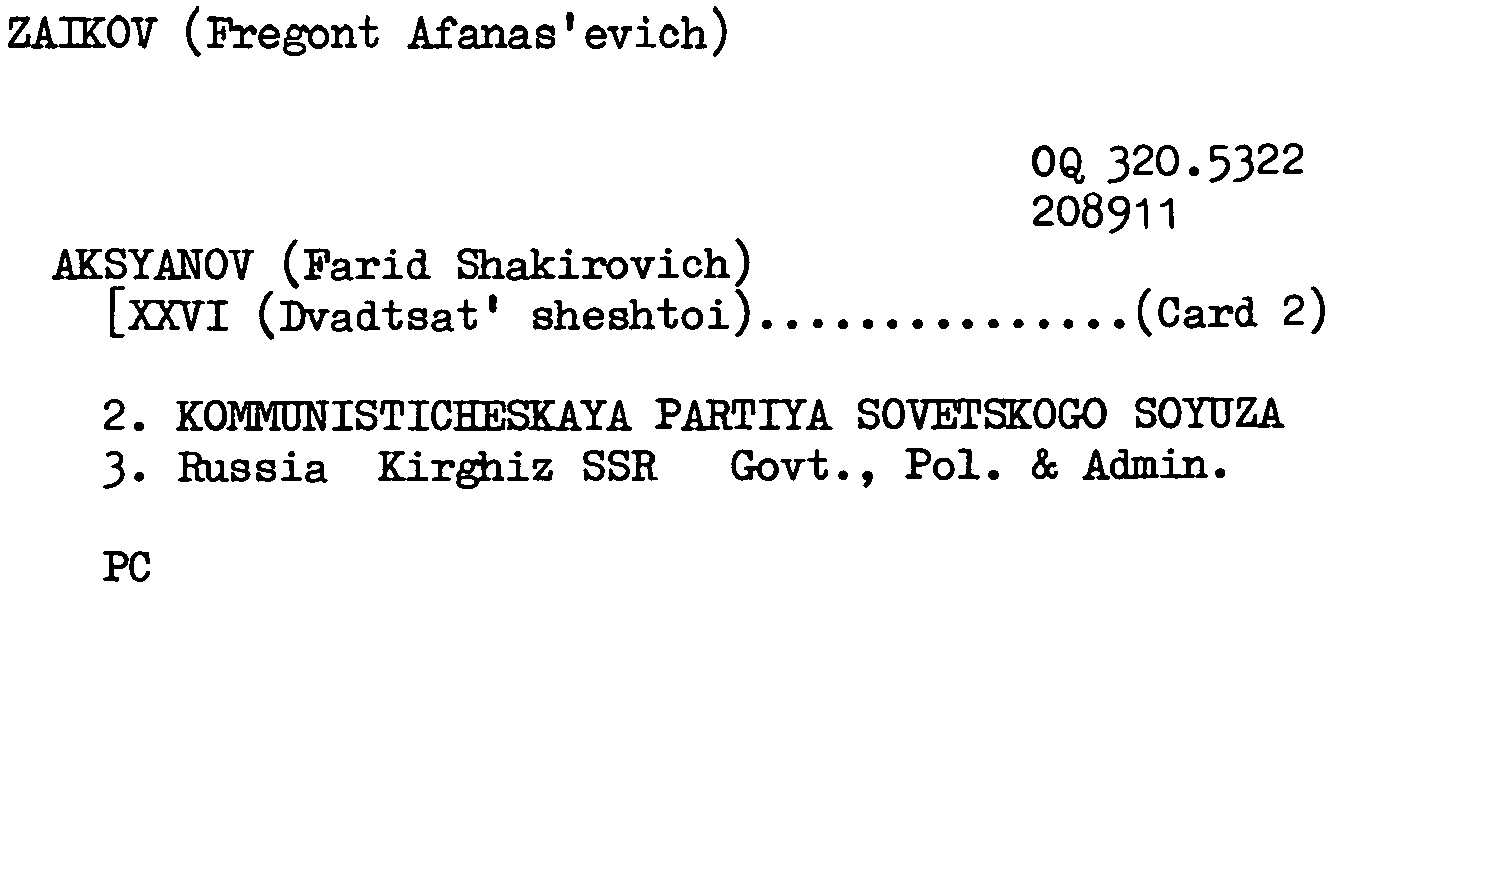 ZAIKOV (Fregont Afanas'evich)
OQ 320.5322
208911
AKSYANOV (Farid Shakirovich)
[XXVI (Dvadtsat' sheshtoi)...............(Card 2)
2. KOMMUNISTICHESKAYA PARTIYA SOVETSKOGO SOYUZA
3. Russia Kirghiz SSR Govt., Pol. & Admin.
PC